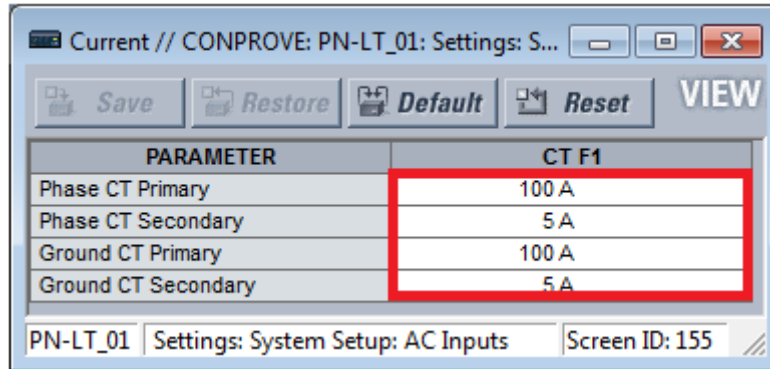 Current // CONPROVE: PN-LT_01: Settings: S...
Save Restore Default Reset VIEW
PARAMETER CT F1
Phase CT Primary 100 A
Phase CT Secondary 5 A
Ground CT Primary 100 A
Ground CT Secondary 5 A
PN-LT_01 Settings: System Setup: AC Inputs Screen ID: 155